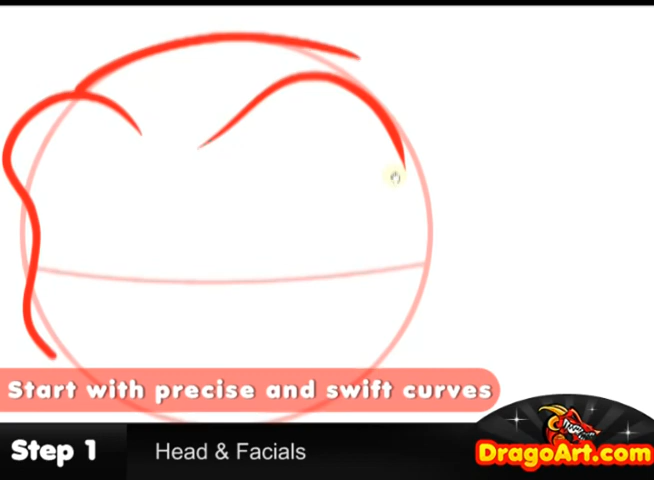 Start with precise and swift curves
Step 1
Head & Facials
DragoArt.com